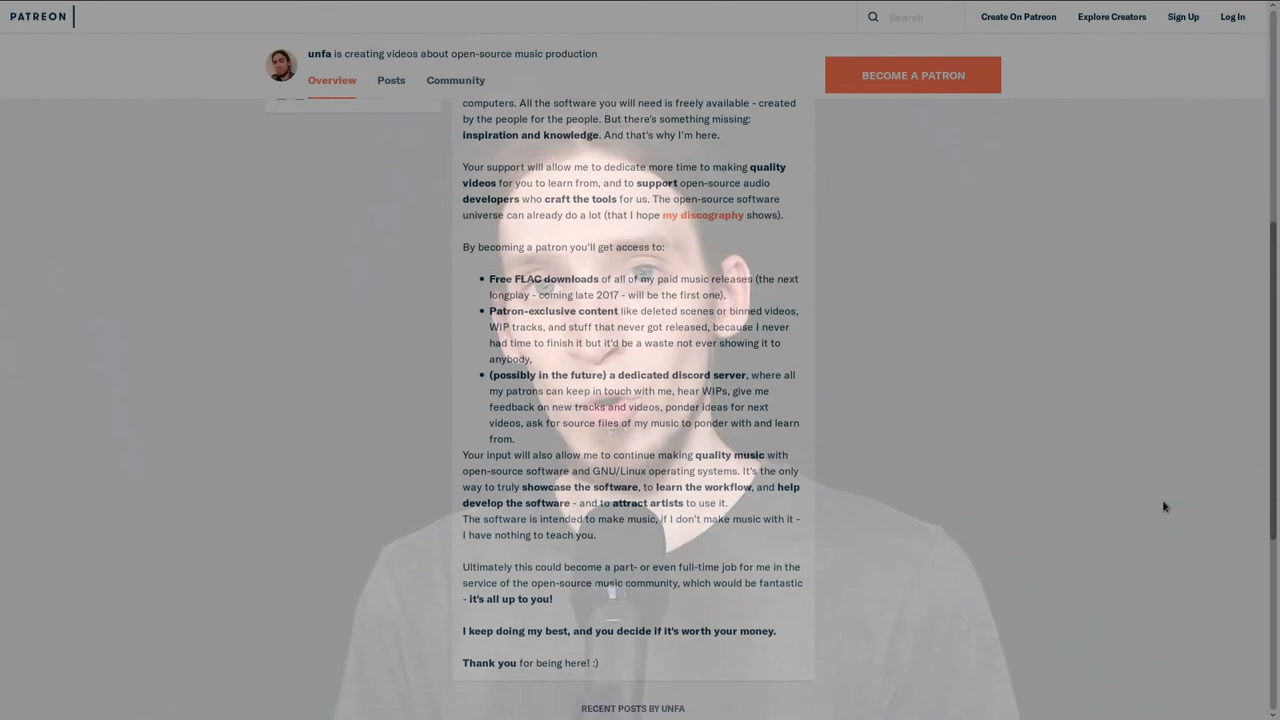 PATREON
Search
Create On Patreon
Explore Creators
Sign Up
Log In
unfa is creating videos about open-source music production
Overview
Posts
Community
BECOME A PATRON
computers. All the software you will need is freely available - created
by the people for the people. But there's something missing:
inspiration and knowledge. And that's why I'm here.
Your support will allow me to dedicate more time to making quality
videos for you to learn from, and to support open-source audio
developers who craft the tools for us. The open-source software
universe can already do a lot (that I hope my discography shows).
By becoming a patron you'll get access to:
• Free FLAC downloads of all of my paid music releases (the next
longplay - coming late 2017 - will be the first one),
• Patron-exclusive content like deleted scenes or binned videos,
WIP tracks, and stuff that never got released, because I never
had time to finish it but it'd be a waste not ever showing it to
anybody,
• (possibly in the future) a dedicated discord server, where all
my patrons can keep in touch with me, hear WIPs, give me
feedback on new tracks and videos, ponder ideas for next
videos, ask for source files of my music to ponder with and learn
from.
Your input will also allow me to continue making quality music with
open-source software and GNU/Linux operating systems. It's the only
way to truly showcase the software, to learn the workflow, and help
develop the software - and to attract artists to use it.
The software is intended to make music, if I don't make music with it -
I have nothing to teach you.
Ultimately this could become a part- or even full-time job for me in the
service of the open-source music community, which would be fantastic
- it's all up to you!
I keep doing my best, and you decide if it's worth your money.
Thank you for being here! :)
RECENT POSTS BY UNFA